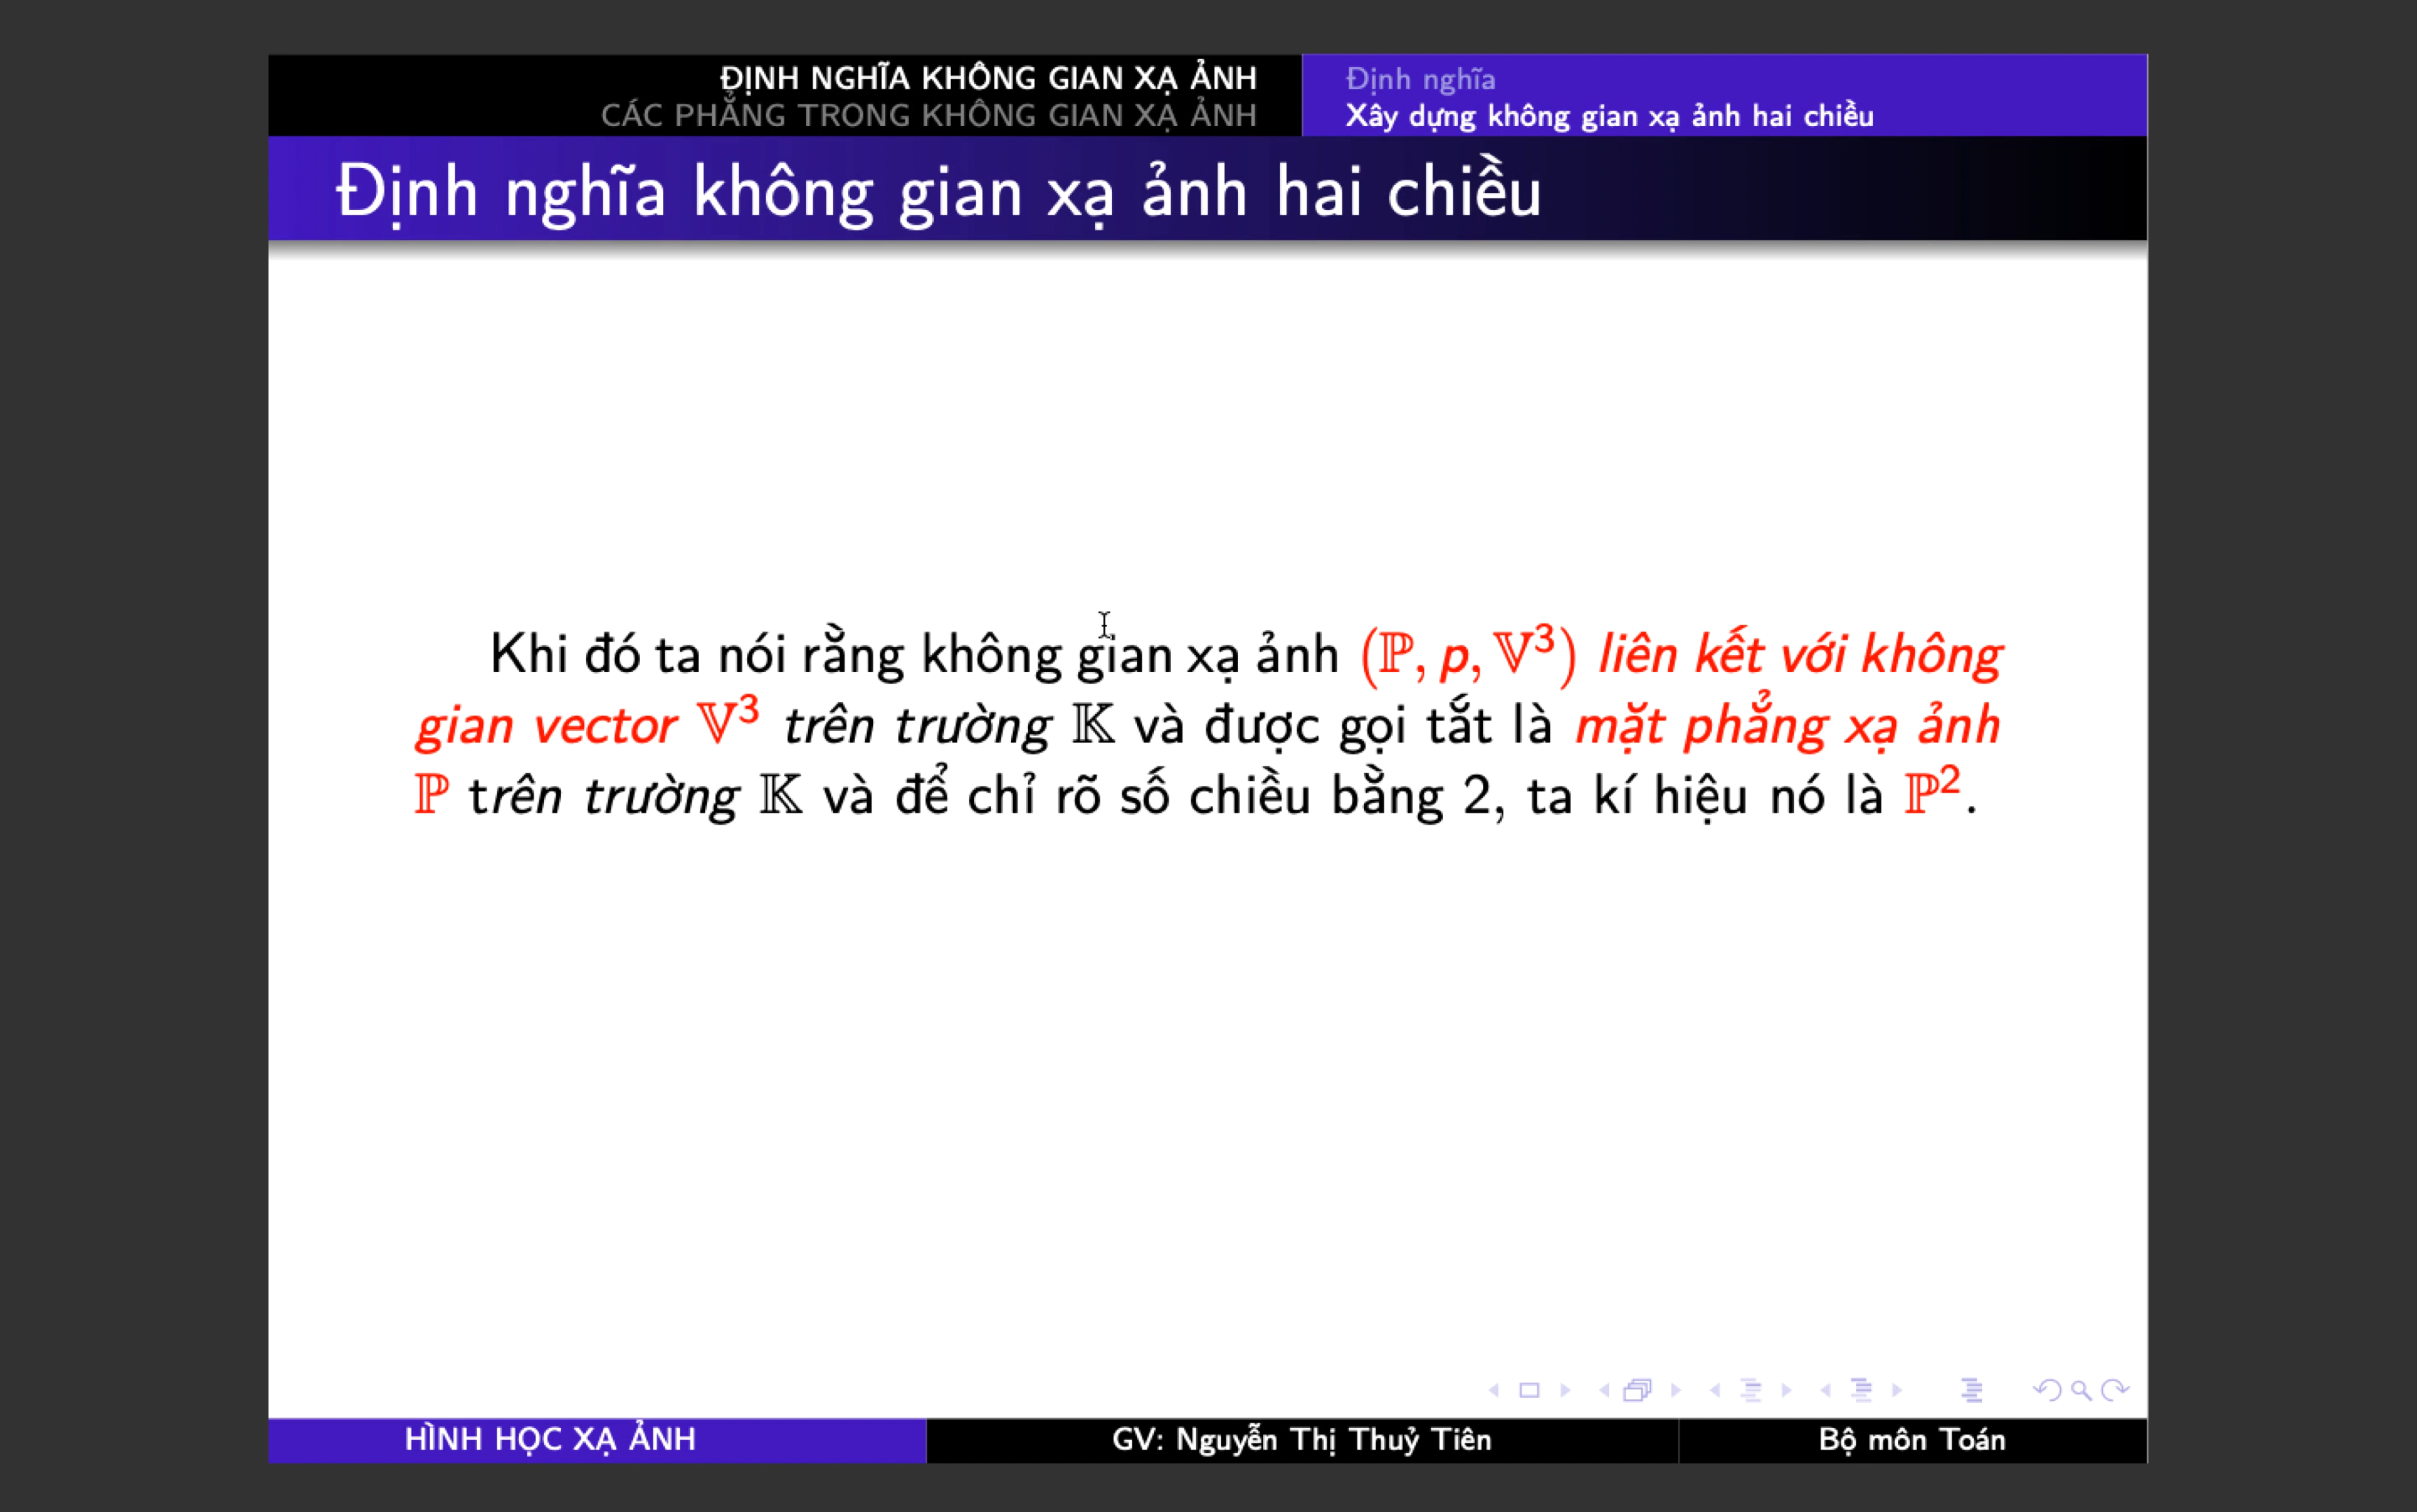 ĐỊNH NGHĨA KHÔNG GIAN XẠ ẢNH
CÁC PHẲNG TRONG KHÔNG GIAN XẠ ẢNH
Định nghĩa
Xây dựng không gian xạ ảnh hai chiều
Định nghĩa không gian xạ ảnh hai chiều
Khi đó ta nói rằng không gian xạ ảnh (ℙ, p, 𝕍³) liên kết với không
gian vector 𝕍³ trên trường 𝕂 và được gọi tắt là mặt phẳng xạ ảnh
ℙ trên trường 𝕂 và để chỉ rõ số chiều bằng 2, ta kí hiệu nó là ℙ².
HÌNH HỌC XẠ ẢNH
GV: Nguyễn Thị Thuỷ Tiên
Bộ môn Toán